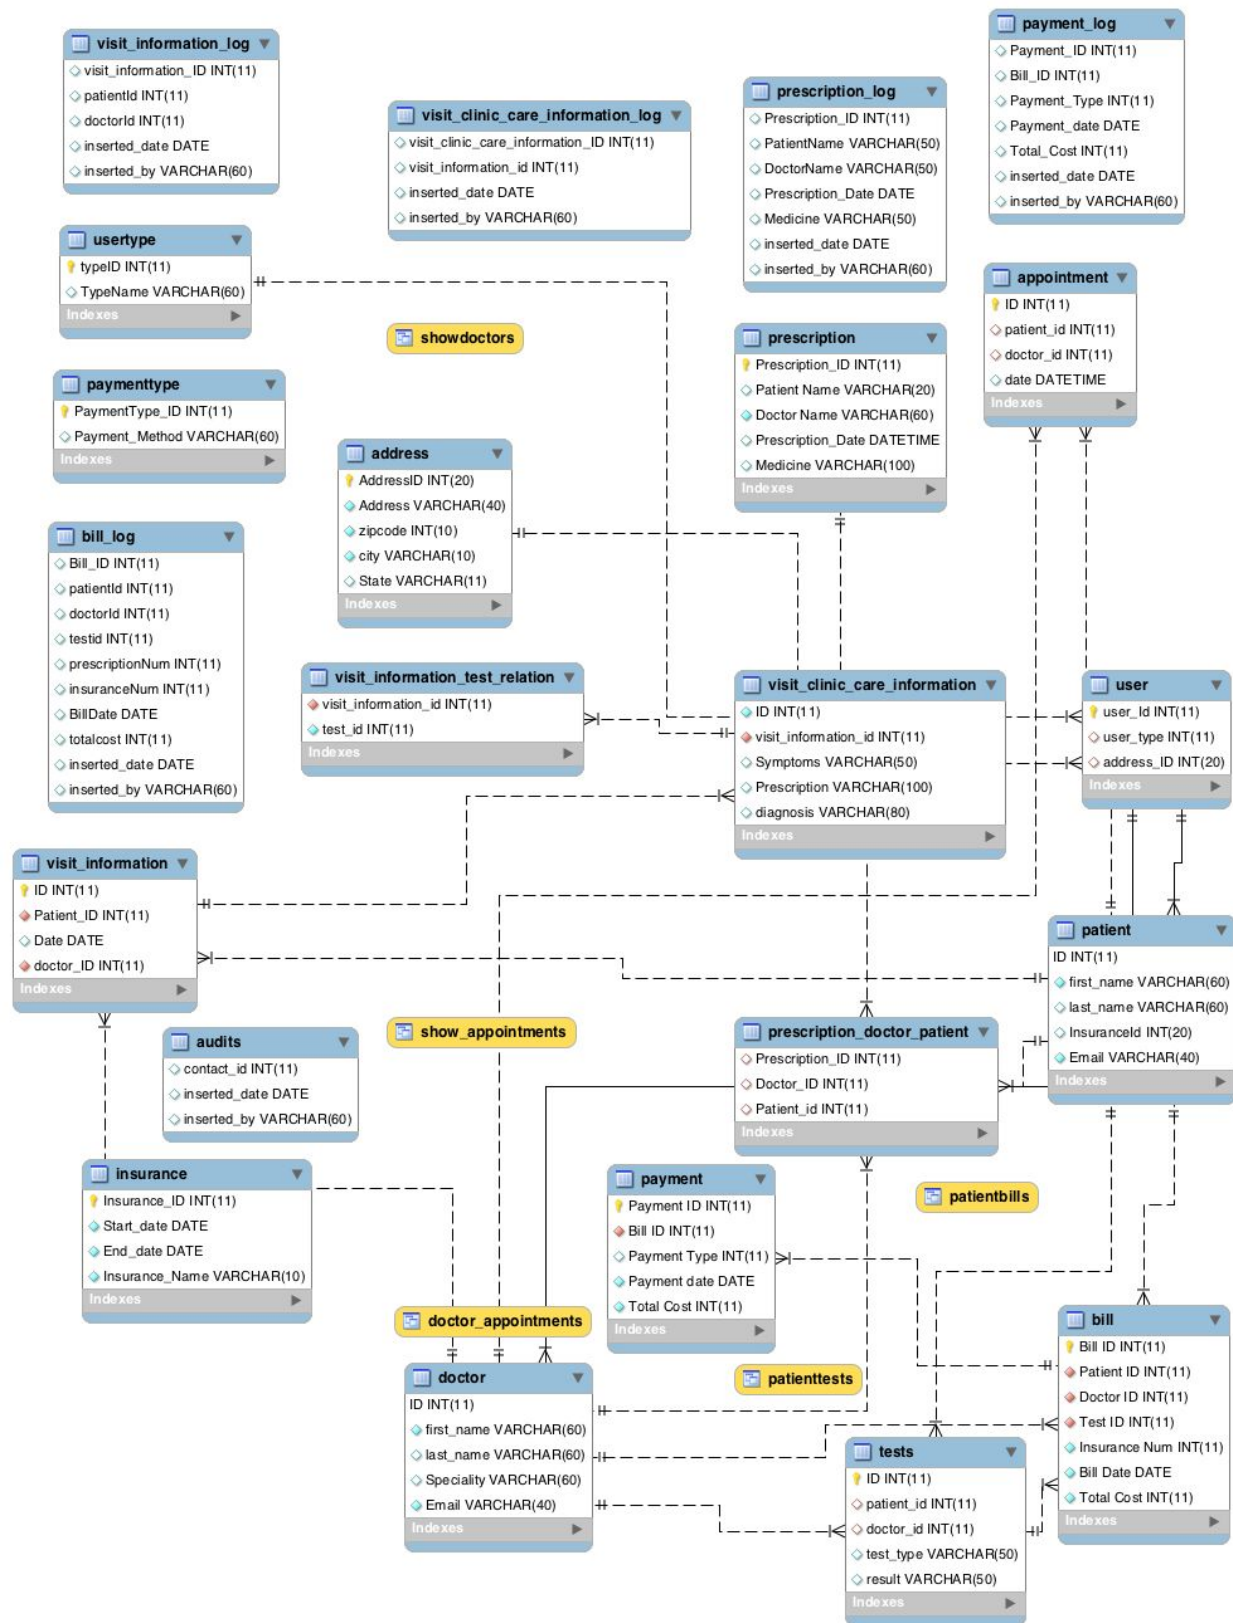 visit_information_log
visit_information_ID INT(11)
patientId INT(11)
doctorId INT(11)
inserted_date DATE
inserted_by VARCHAR(60)
visit_clinic_care_information_log
visit_clinic_care_information_ID INT(11)
visit_information_id INT(11)
inserted_date DATE
inserted_by VARCHAR(60)
prescription_log
Prescription_ID INT(11)
PatientName VARCHAR(50)
DoctorName VARCHAR(50)
Prescription_Date DATE
Medicine VARCHAR(50)
inserted_date DATE
inserted_by VARCHAR(60)
payment_log
Payment_ID INT(11)
Bill_ID INT(11)
Payment_Type INT(11)
Payment_date DATE
Total_Cost INT(11)
inserted_date DATE
inserted_by VARCHAR(60)
usertype
typeID INT(11)
TypeName VARCHAR(60)
Indexes
showdoctors
prescription
Prescription_ID INT(11)
Patient Name VARCHAR(20)
Doctor Name VARCHAR(60)
Prescription_Date DATETIME
Medicine VARCHAR(100)
Indexes
appointment
ID INT(11)
patient_id INT(11)
doctor_id INT(11)
date DATETIME
Indexes
paymenttype
PaymentType_ID INT(11)
Payment_Method VARCHAR(60)
Indexes
address
AddressID INT(20)
Address VARCHAR(40)
zipcode INT(10)
city VARCHAR(10)
State VARCHAR(11)
Indexes
bill_log
Bill_ID INT(11)
patientId INT(11)
doctorId INT(11)
testid INT(11)
prescriptionNum INT(11)
insuranceNum INT(11)
BillDate DATE
totalcost INT(11)
inserted_date DATE
inserted_by VARCHAR(60)
visit_information_test_relation
visit_information_id INT(11)
test_id INT(11)
Indexes
visit_clinic_care_information
ID INT(11)
visit_information_id INT(11)
Symptoms VARCHAR(50)
Prescription VARCHAR(100)
diagnosis VARCHAR(80)
Indexes
user
user_Id INT(11)
user_type INT(11)
address_ID INT(20)
Indexes
visit_information
ID INT(11)
Patient_ID INT(11)
Date DATE
doctor_ID INT(11)
Indexes
patient
ID INT(11)
first_name VARCHAR(60)
last_name VARCHAR(60)
InsuranceId INT(20)
Email VARCHAR(40)
Indexes
show_appointments
prescription_doctor_patient
Prescription_ID INT(11)
Doctor_ID INT(11)
Patient_id INT(11)
Indexes
audits
contact_id INT(11)
inserted_date DATE
inserted_by VARCHAR(60)
insurance
Insurance_ID INT(11)
Start_date DATE
End_date DATE
Insurance_Name VARCHAR(10)
Indexes
payment
Payment ID INT(11)
Bill ID INT(11)
Payment Type INT(11)
Payment date DATE
Total Cost INT(11)
Indexes
patientbills
doctor_appointments
patienttests
doctor
ID INT(11)
first_name VARCHAR(60)
last_name VARCHAR(60)
Speciality VARCHAR(60)
Email VARCHAR(40)
Indexes
bill
Bill ID INT(11)
Patient ID INT(11)
Doctor ID INT(11)
Test ID INT(11)
Insurance Num INT(11)
Bill Date DATE
Total Cost INT(11)
Indexes
tests
ID INT(11)
patient_id INT(11)
doctor_id INT(11)
test_type VARCHAR(50)
result VARCHAR(50)
Indexes